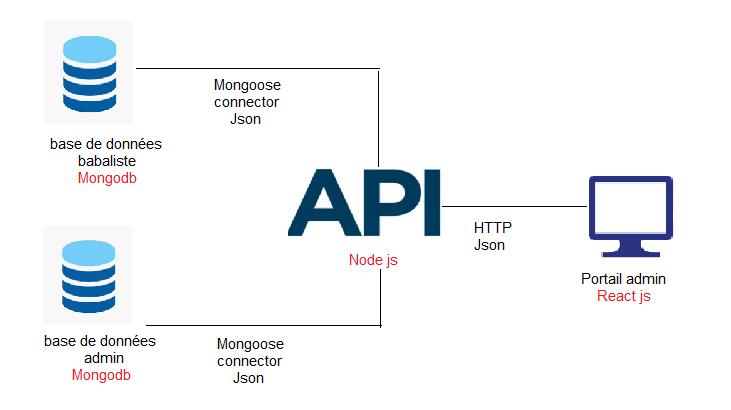 Mongoose
connector
Json
base de données
babaliste
Mongodb
API
Node js
HTTP
Json
Portail admin
React js
base de données
admin
Mongodb
Mongoose
connector
Json